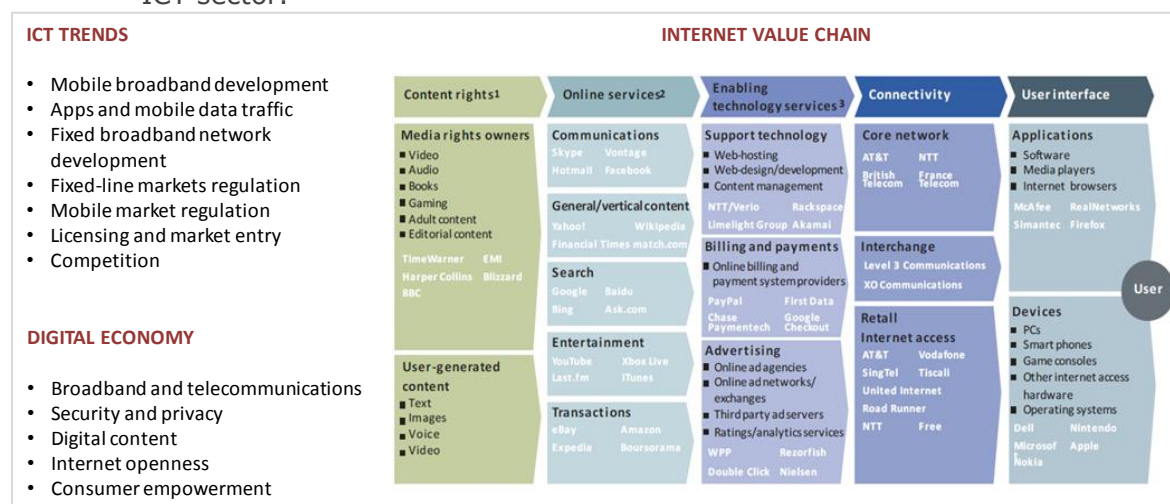 ICT sector.
ICT TRENDS
• Mobile broadband development
• Apps and mobile data traffic
• Fixed broadband network
development
• Fixed-line markets regulation
• Mobile market regulation
• Licensing and market entry
• Competition
DIGITAL ECONOMY
• Broadband and telecommunications
• Security and privacy
• Digital content
• Internet openness
• Consumer empowerment
INTERNET VALUE CHAIN
Content rights1
Media rights owners
■ Video
■ Audio
■ Books
■ Gaming
■ Adult content
■ Editorial content
TimeWarner EMI
Harper Collins Blizzard
BBC
User-generated
content
■ Text
■ Images
■ Voice
■ Video
Online services2
Communications
Skype Vontage
Hotmail Facebook
General/vertical content
Yahoo! Wikipedia
Financial Times match.com
Search
Google Baidu
Bing Ask.com
Entertainment
YouTube Xbox Live
Last.fm iTunes
Transactions
eBay Amazon
Expedia Boursorama
Enabling
technology services3
Support technology
■ Web-hosting
■ Web-design/development
■ Content management
NTT/Verio Rackspace
Limelight Group Akamai
Billing and payments
■ Online billing and
payment system providers
PayPal First Data
Chase Google
Paymentech Checkout
Advertising
■ Online ad agencies
■ Online ad networks/
exchanges
■ Third party ad servers
■ Ratings/analytics services
WPP Rezorfish
Double Click Nielsen
Connectivity
Core network
AT&T NTT
British France
Telecom Telecom
Interchange
Level 3 Communications
XO Communications
Retall
Internet access
AT&T Vodafone
SingTel Tiscali
United Internet
Road Runner
NTT Free
User interface
Applications
■ Software
■ Media players
■ Internet browsers
McAfee RealNetworks
Simantec Firefox
User
Devices
■ PCs
■ Smart phones
■ Game consoles
■ Other internet access
hardware
■ Operating systems
Dell Nintendo
Microsof Apple
t
Nokia